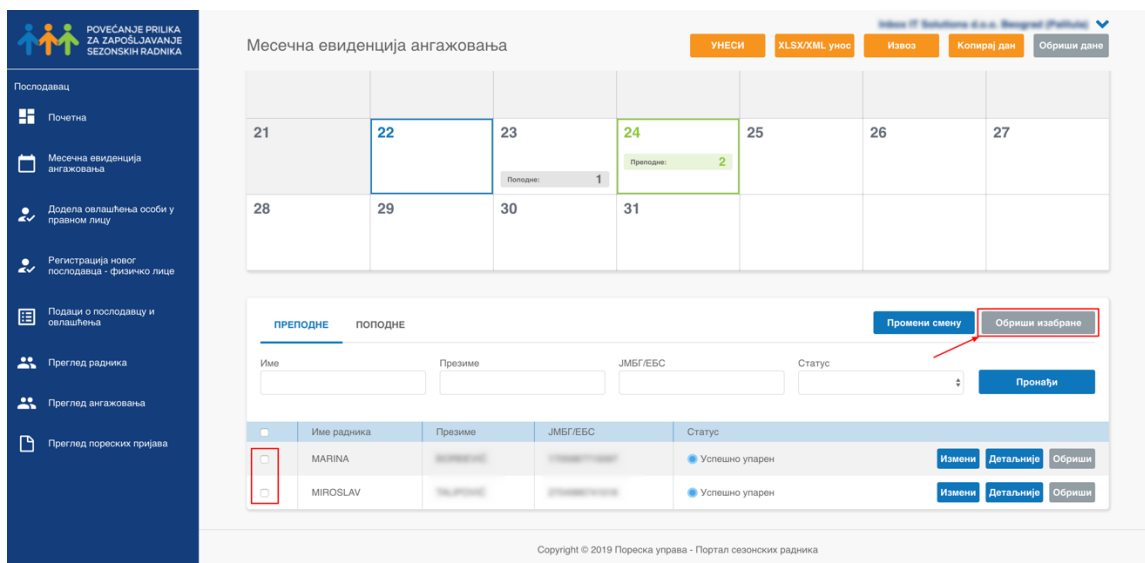 POVEĆANJE PRILIKA
ZA ZAPOŠLJAVANJE
SEZONSKIH RADNIKA
Послодавац
Почетна
Месечна евиденција
ангажовања
Додела овлашћења особи у
правном лицу
Регистрација новог
послодавца - физичко лице
Подаци о послодавцу и
овлашћења
Преглед радника
Преглед ангажовања
Преглед пореских пријава
Месечна евиденција ангажовања
УНЕСИ XLSX/XML унос Извоз Копирај дан Обриши дане
21 22 23 24 25 26 27
Преподне: 2
Поподне: 1
28 29 30 31
ПРЕПОДНЕ ПОПОДНЕ Промени смену Обриши изабране
Име Презиме ЈМБГ/ЕБС Статус
Пронађи
Име радника Презиме ЈМБГ/ЕБС Статус
MARINA Успешно упарен Измени Детаљније Обриши
MIROSLAV Успешно упарен Измени Детаљније Обриши
Copyright © 2019 Пореска управа - Портал сезонских радника